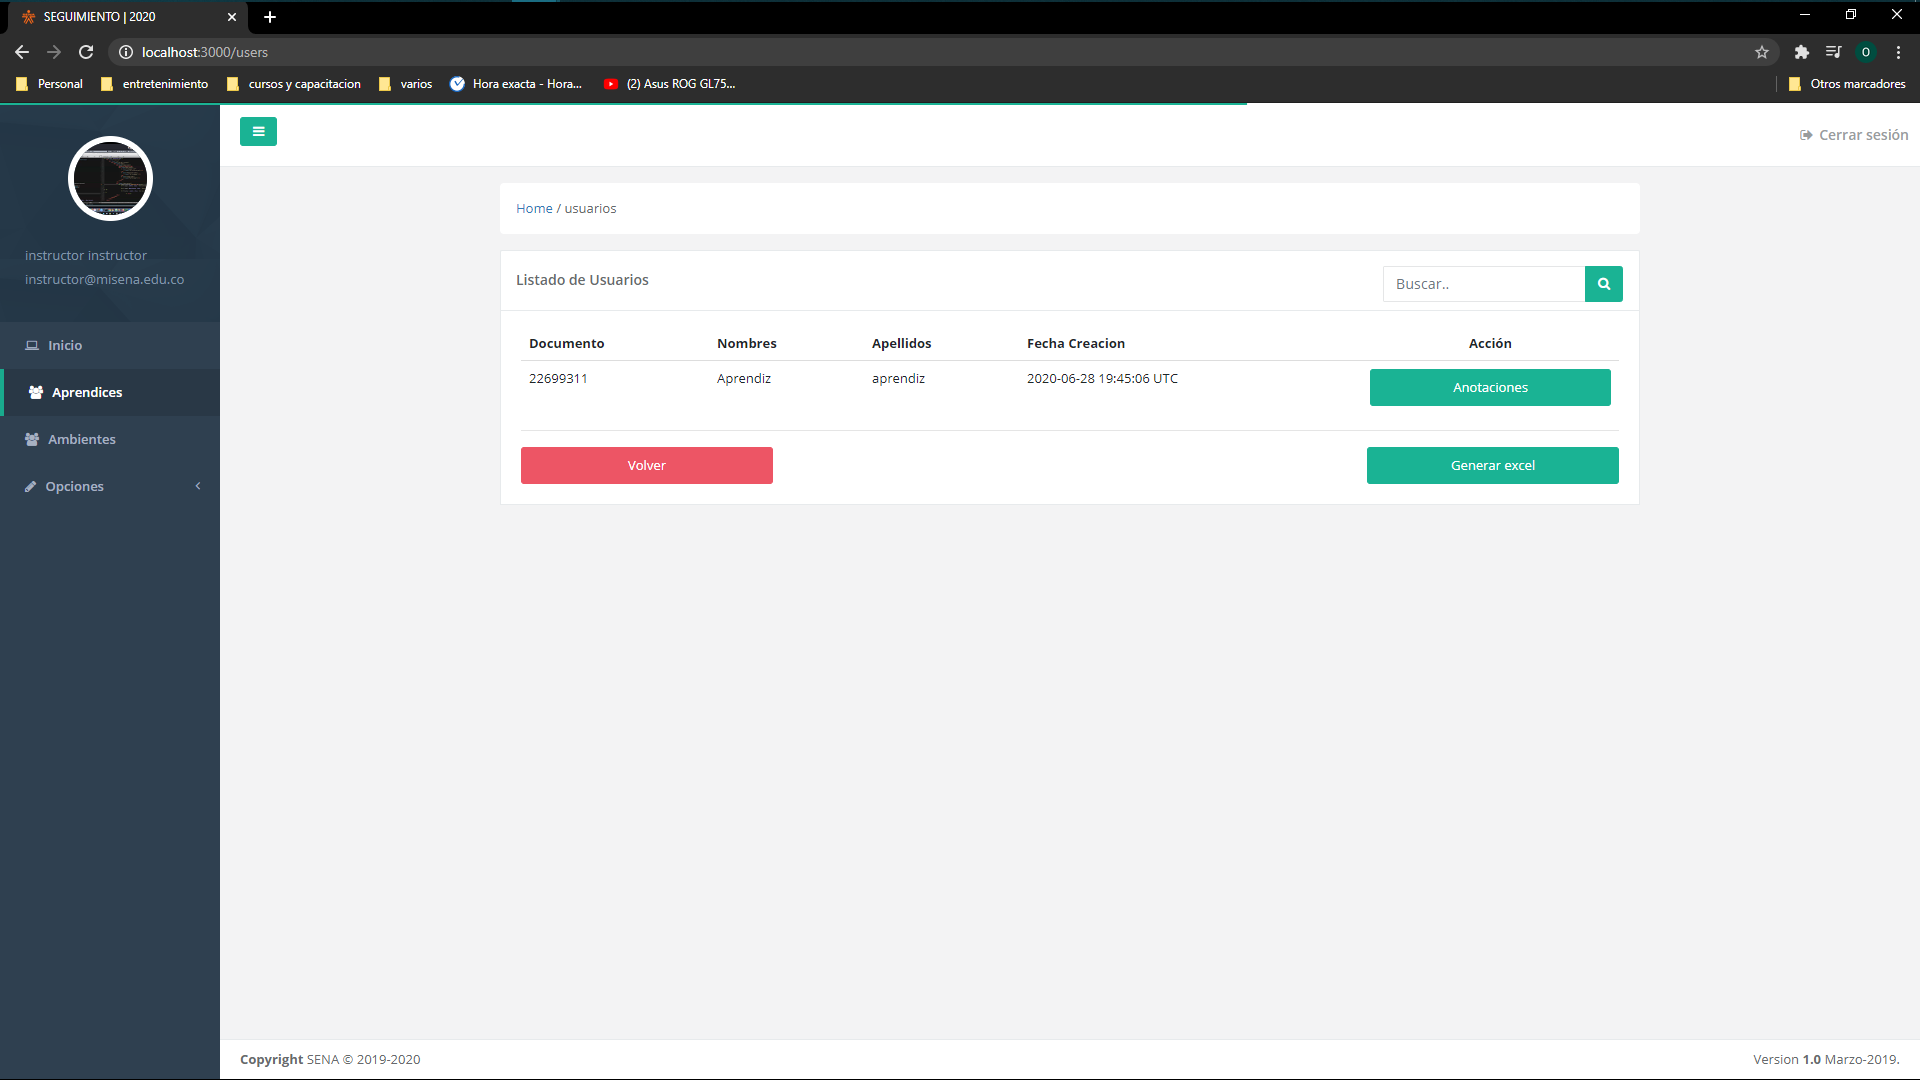 SEGUIMIENTO | 2020
localhost:3000/users
O
Personal
entretenimiento
cursos y capacitacion
varios
Hora exacta - Hora...
(2) Asus ROG GL75...
Otros marcadores
Cerrar sesión
instructor instructor
instructor@misena.edu.co
Inicio
Aprendices
Ambientes
Opciones
Home / usuarios
Listado de Usuarios
Buscar..
Documento Nombres Apellidos Fecha Creacion Acción
22699311 Aprendiz aprendiz 2020-06-28 19:45:06 UTC Anotaciones
Volver
Generar excel
Copyright SENA © 2019-2020
Version 1.0 Marzo-2019.